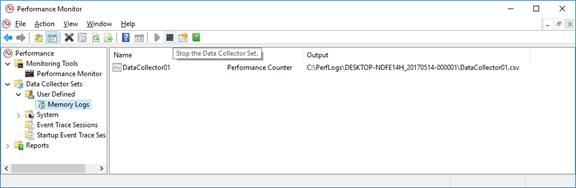 Performance Monitor
File Action View Window Help
Stop the Data Collector Set.
Performance
Monitoring Tools
Performance Monitor
Data Collector Sets
User Defined
Memory Logs
System
Event Trace Sessions
Startup Event Trace Ses
Reports
Name Output
DataCollector01 Performance Counter C:\PerfLogs\DESKTOP-NDFE14H_20170514-000001\DataCollector01.csv